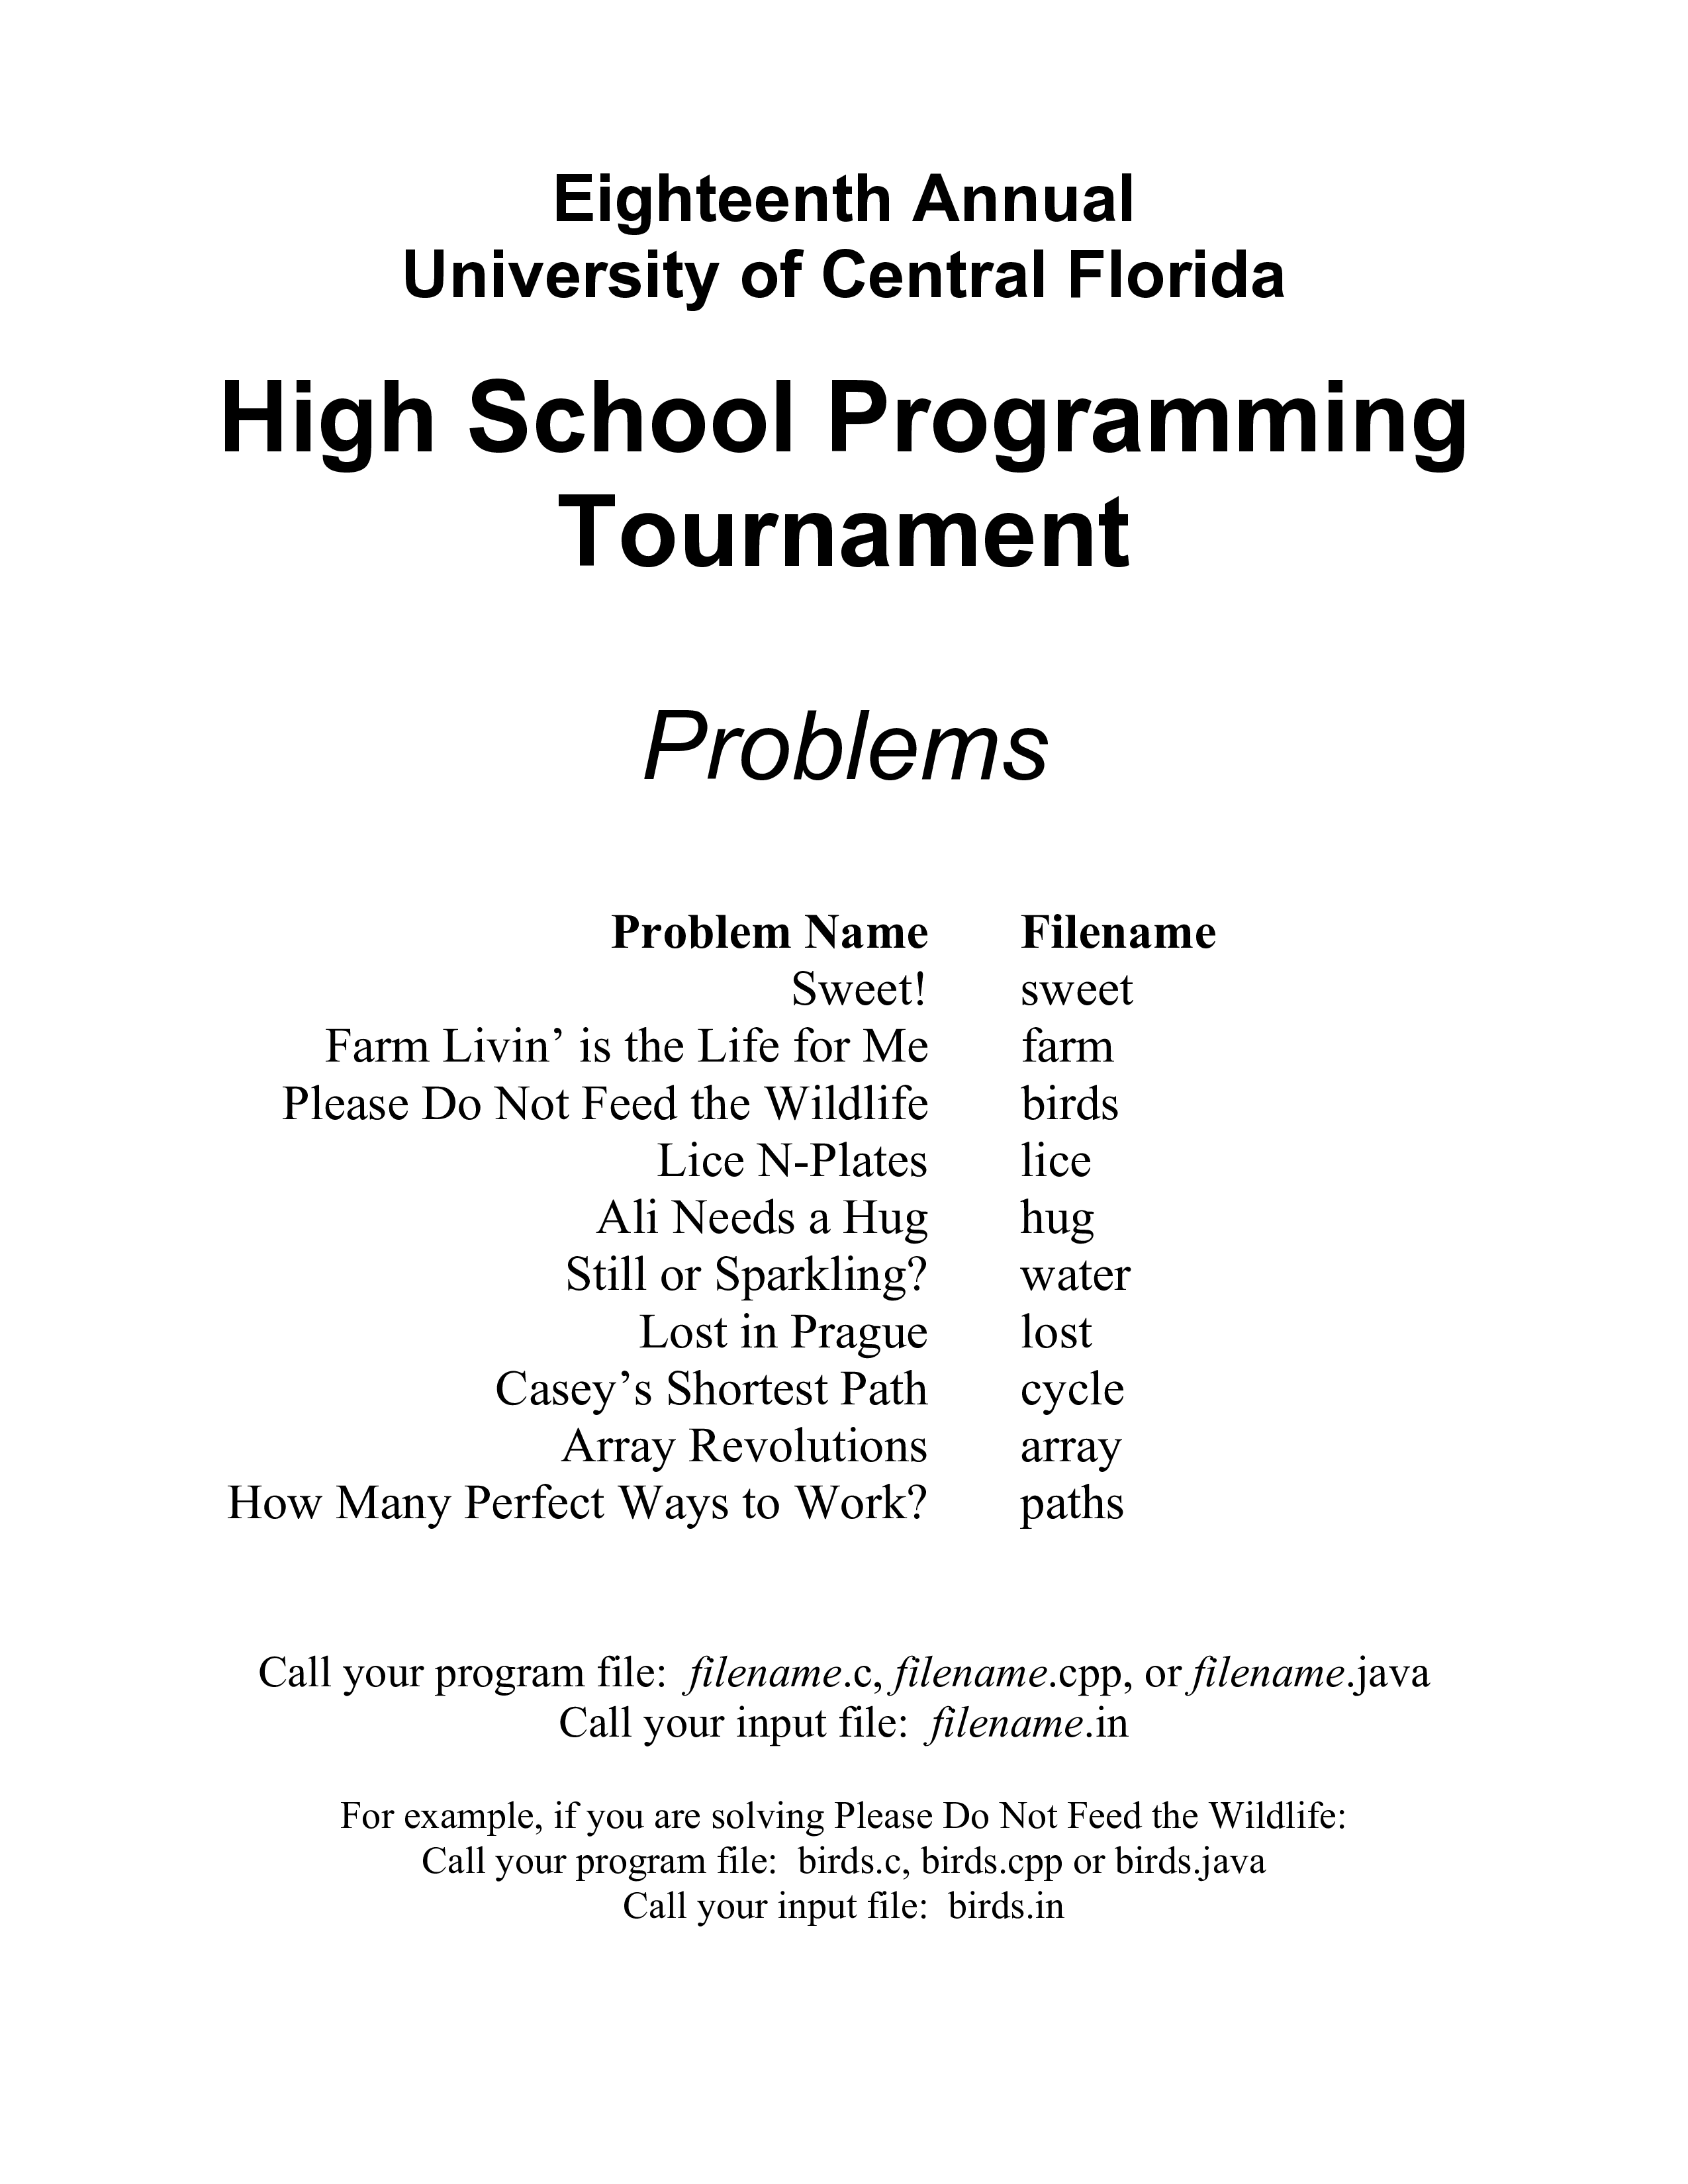 Eighteenth Annual
University of Central Florida
High School Programming
Tournament
Problems
Problem Name Filename
Sweet! sweet
Farm Livin’ is the Life for Me farm
Please Do Not Feed the Wildlife birds
Lice N-Plates lice
Ali Needs a Hug hug
Still or Sparkling? water
Lost in Prague lost
Casey’s Shortest Path cycle
Array Revolutions array
How Many Perfect Ways to Work? paths
Call your program file: filename.c, filename.cpp, or filename.java
Call your input file: filename.in
For example, if you are solving Please Do Not Feed the Wildlife:
Call your program file: birds.c, birds.cpp or birds.java
Call your input file: birds.in